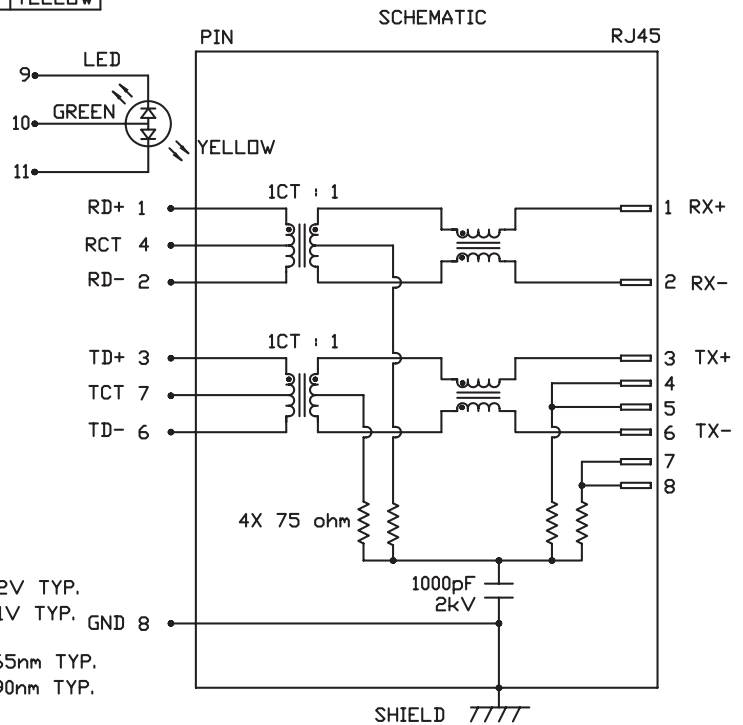 YELLOW
SCHEMATIC
PIN
RJ45
LED
9
GREEN
10
YELLOW
11
1CT : 1
RD+ 1
1 RX+
RCT 4
RD- 2
2 RX-
1CT : 1
TD+ 3
3 TX+
4
TCT 7
5
TD- 6
6 TX-
7
8
4X 75 ohm
1000pF
2kV
2V TYP.
1V TYP.
GND 8
65nm TYP.
90nm TYP.
SHIELD